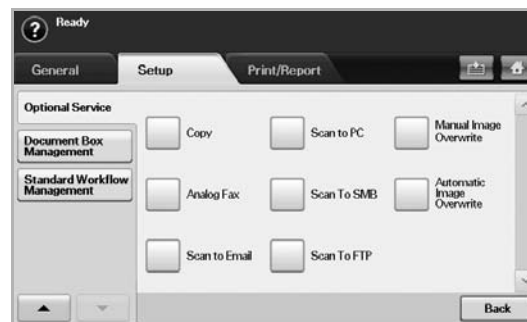 ? Ready
General Setup Print/Report
Optional Service
Document Box
Management
Standard Workflow
Management
Copy Scan to PC Manual Image
Overwrite
Analog Fax Scan To SMB Automatic
Image
Overwrite
Scan to Email Scan To FTP
Back